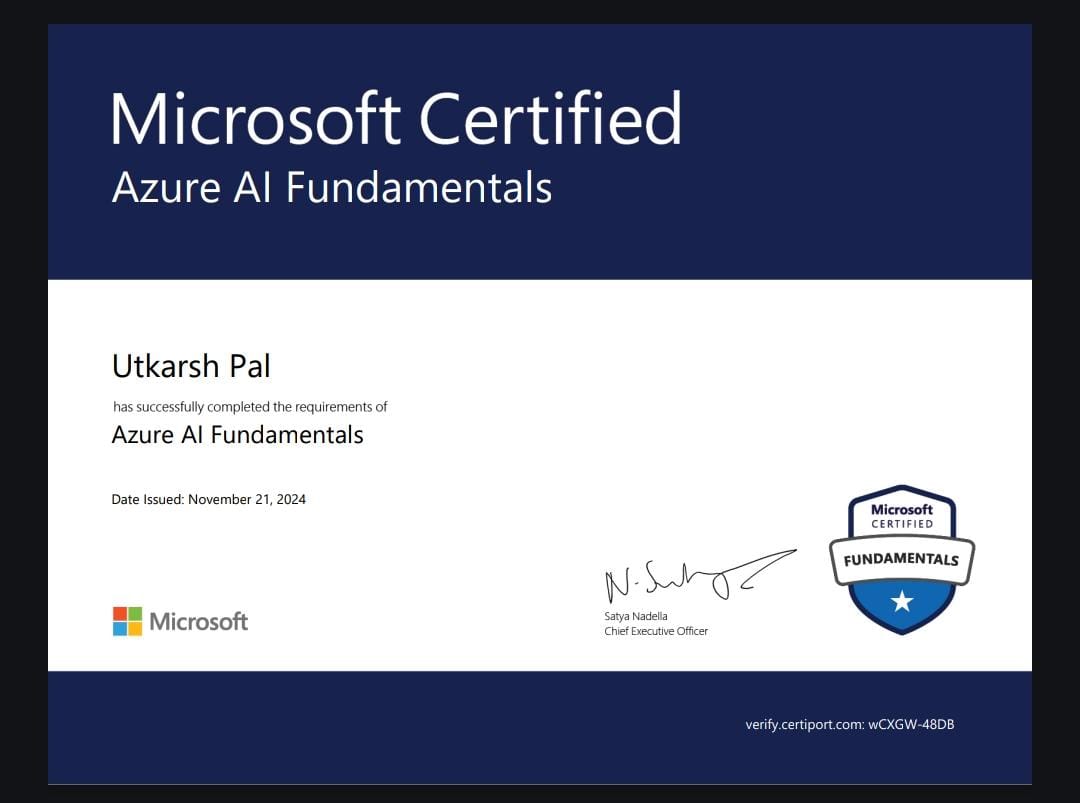 Microsoft Certified
Azure AI Fundamentals
Utkarsh Pal
has successfully completed the requirements of
Azure AI Fundamentals
Date Issued: November 21, 2024
Microsoft
CERTIFIED
FUNDAMENTALS
N. Satya
Satya Nadella
Chief Executive Officer
Microsoft
verify.certiport.com: wCXGW-48DB